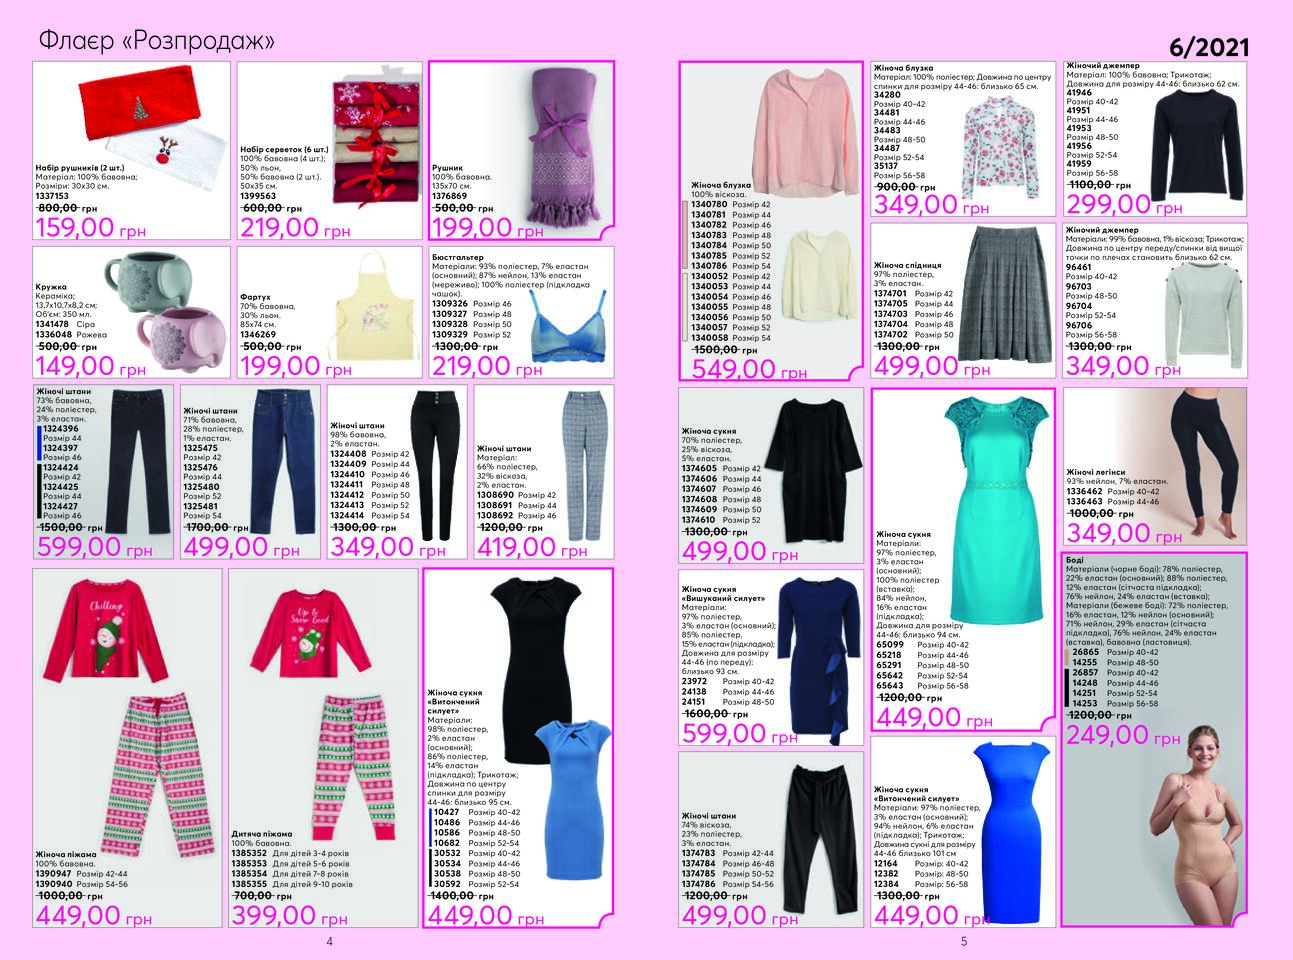 Флаєр «Розпродаж»
6/2021
Набір рушників (2 шт.)
Матеріал: 100% бавовна;
Розміри: 30х30 см.
1337153
800,00 грн
159,00 грн
Набір серветок (6 шт.)
100% бавовна (4 шт.);
50% льон,
50% бавовна (2 шт.).
50х35 см.
1399563
600,00 грн
219,00 грн
Рушник
100% бавовна.
135х70 см.
1376869
500,00 грн
199,00 грн
Кружка
Кераміка;
13,7х10,7х8,2 см;
Об'єм: 350 мл.
1341478 Сіра
1336048 Рожева
500,00 грн
149,00 грн
Фартух
70% бавовна,
30% льон.
85х74 см.
1346269
500,00 грн
199,00 грн
Бюстгальтер
Матеріали: 93% поліестер, 7% еластан
(основний); 87% нейлон, 13% еластан
(мереживо); 100% поліестер (підкладка
чашок).
1309326 Розмір 46
1309327 Розмір 48
1309328 Розмір 50
1309329 Розмір 52
1300,00 грн
219,00 грн
Жіночі штани
73% бавовна,
24% поліестер,
3% еластан.
1324396
Розмір 44
1324397
Розмір 46
1324424
Розмір 42
1324425
Розмір 44
1324427
Розмір 46
1500,00 грн
599,00 грн
Жіночі штани
71% бавовна,
28% поліестер,
1% еластан.
1325475
Розмір 42
1325476
Розмір 44
1325480
Розмір 52
1325481
Розмір 54
1700,00 грн
499,00 грн
Жіночі штани
98% бавовна,
2% еластан.
1324408 Розмір 42
1324409 Розмір 44
1324410 Розмір 46
1324411 Розмір 48
1324412 Розмір 50
1324413 Розмір 52
1324414 Розмір 54
1300,00 грн
349,00 грн
Жіночі штани
Матеріал:
66% поліестер,
32% віскоза,
2% еластан.
1308690 Розмір 42
1308691 Розмір 44
1308692 Розмір 46
1200,00 грн
419,00 грн
Chilling
Жіноча піжама
100% бавовна.
1390947 Розмір 42-44
1390940 Розмір 54-56
1000,00 грн
449,00 грн
Up to
Snow Good
Дитяча піжама
100% бавовна.
1385352 Для дітей 3-4 років
1385353 Для дітей 5-6 років
1385354 Для дітей 7-8 років
1385355 Для дітей 9-10 років
700,00 грн
399,00 грн
Жіноча сукня
«Витончений
силует»
Матеріали:
98% поліестер,
2% еластан
(основний);
86% поліестер,
14% еластан
(підкладка); Трикотаж;
Довжина по центру
спинки для розміру
44-46: близько 95 см.
10427 Розмір 40-42
10486 Розмір 44-46
10586 Розмір 48-50
10682 Розмір 52-54
30532 Розмір 40-42
30534 Розмір 44-46
30538 Розмір 48-50
30592 Розмір 52-54
1400,00 грн
449,00 грн
4
Жіноча блузка
100% віскоза.
1340780 Розмір 42
1340781 Розмір 44
1340782 Розмір 46
1340783 Розмір 48
1340784 Розмір 50
1340785 Розмір 52
1340786 Розмір 54
1340052 Розмір 42
1340053 Розмір 44
1340054 Розмір 46
1340055 Розмір 48
1340056 Розмір 50
1340057 Розмір 52
1340058 Розмір 54
1500,00 грн
549,00 грн
Жіноча блузка
Матеріал: 100% поліестер; Довжина по центру
спинки для розміру 44-46: близько 65 см.
34280
Розмір 40-42
34481
Розмір 44-46
34483
Розмір 48-50
34487
Розмір 52-54
35137
Розмір 56-58
900,00 грн
349,00 грн
Жіночий джемпер
Матеріал: 100% бавовна; Трикотаж;
Довжина для розміру 44-46: близько 62 см.
41946
Розмір 40-42
41951
Розмір 44-46
41953
Розмір 48-50
41956
Розмір 52-54
41959
Розмір 56-58
1100,00 грн
299,00 грн
Жіноча спідниця
97% поліестер,
3% еластан.
1374701 Розмір 42
1374705 Розмір 44
1374703 Розмір 46
1374704 Розмір 48
1374702 Розмір 50
1300,00 грн
499,00 грн
Жіночий джемпер
Матеріали: 99% бавовна, 1% віскоза; Трикотаж;
Довжина по центру переду/спинки від вищої
точки по плечах становить близько 62 см.
96461
Розмір 40-42
96703
Розмір 48-50
96704
Розмір 52-54
96706
Розмір 56-58
1300,00 грн
349,00 грн
Жіноча сукня
70% поліестер,
25% віскоза,
5% еластан.
1374605 Розмір 42
1374606 Розмір 44
1374607 Розмір 46
1374608 Розмір 48
1374609 Розмір 50
1374610 Розмір 52
1300,00 грн
499,00 грн
Жіноча сукня
Матеріали:
97% поліестер,
3% еластан
(основний);
100% поліестер
(вставка);
84% нейлон,
16% еластан
(підкладка);
Довжина для розміру
44-46: близько 94 см.
65099 Розмір 40-42
65218 Розмір 44-46
65291 Розмір 48-50
65642 Розмір 52-54
65643 Розмір 56-58
1200,00 грн
449,00 грн
Жіночі легінси
93% нейлон, 7% еластан.
1336462 Розмір 40-42
1336463 Розмір 44-46
1000,00 грн
349,00 грн
Жіноча сукня
«Вишуканий силует»
Матеріали:
97% поліестер,
3% еластан (основний);
85% поліестер,
15% еластан (підкладка);
Довжина для розміру
44-46 (по переду):
близько 93 см.
23972 Розмір 40-42
24138 Розмір 44-46
24151 Розмір 48-50
1600,00 грн
599,00 грн
Боді
Матеріали (чорне боді): 78% поліестер,
22% еластан (основний); 88% поліестер,
12% еластан (сітчаста підкладка);
76% нейлон, 24% еластан (вставка);
Матеріали (бежеве боді): 72% поліестер,
16% еластан, 12% нейлон (основний);
71% нейлон, 29% еластан (сітчаста
підкладка), 76% нейлон, 24% еластан
(вставка), бавовна (ластовиця).
26865 Розмір 40-42
14255 Розмір 48-50
26857 Розмір 40-42
14248 Розмір 44-46
14251 Розмір 52-54
14253 Розмір 56-58
1200,00 грн
249,00 грн
Жіночі штани
74% віскоза,
23% поліестер,
3% еластан.
1374783 Розмір 42-44
1374784 Розмір 46-48
1374785 Розмір 50-52
1374786 Розмір 54-56
1200,00 грн
499,00 грн
Жіноча сукня
«Витончений силует»
Матеріали: 97% поліестер,
3% еластан (основний);
94% нейлон, 6% еластан
(підкладка); Трикотаж;
Довжина сукні для розміру
44-46 близько 101 см
12164 Розмір: 40-42
12382 Розмір: 48-50
12384 Розмір: 56-58
1300,00 грн
449,00 грн
5